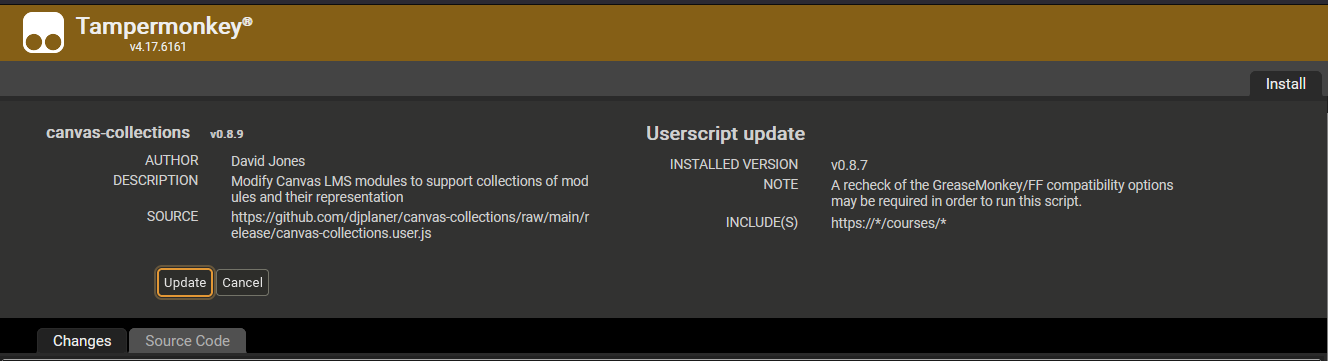 Tampermonkey®
v4.17.6161
Install
canvas-collections v0.8.9
AUTHOR David Jones
DESCRIPTION Modify Canvas LMS modules to support collections of mod
ules and their representation
SOURCE https://github.com/djplaner/canvas-collections/raw/main/r
elease/canvas-collections.user.js
Userscript update
INSTALLED VERSION v0.8.7
NOTE A recheck of the GreaseMonkey/FF compatibility options
may be required in order to run this script.
INCLUDE(S) https://*/courses/*
Update Cancel
Changes Source Code